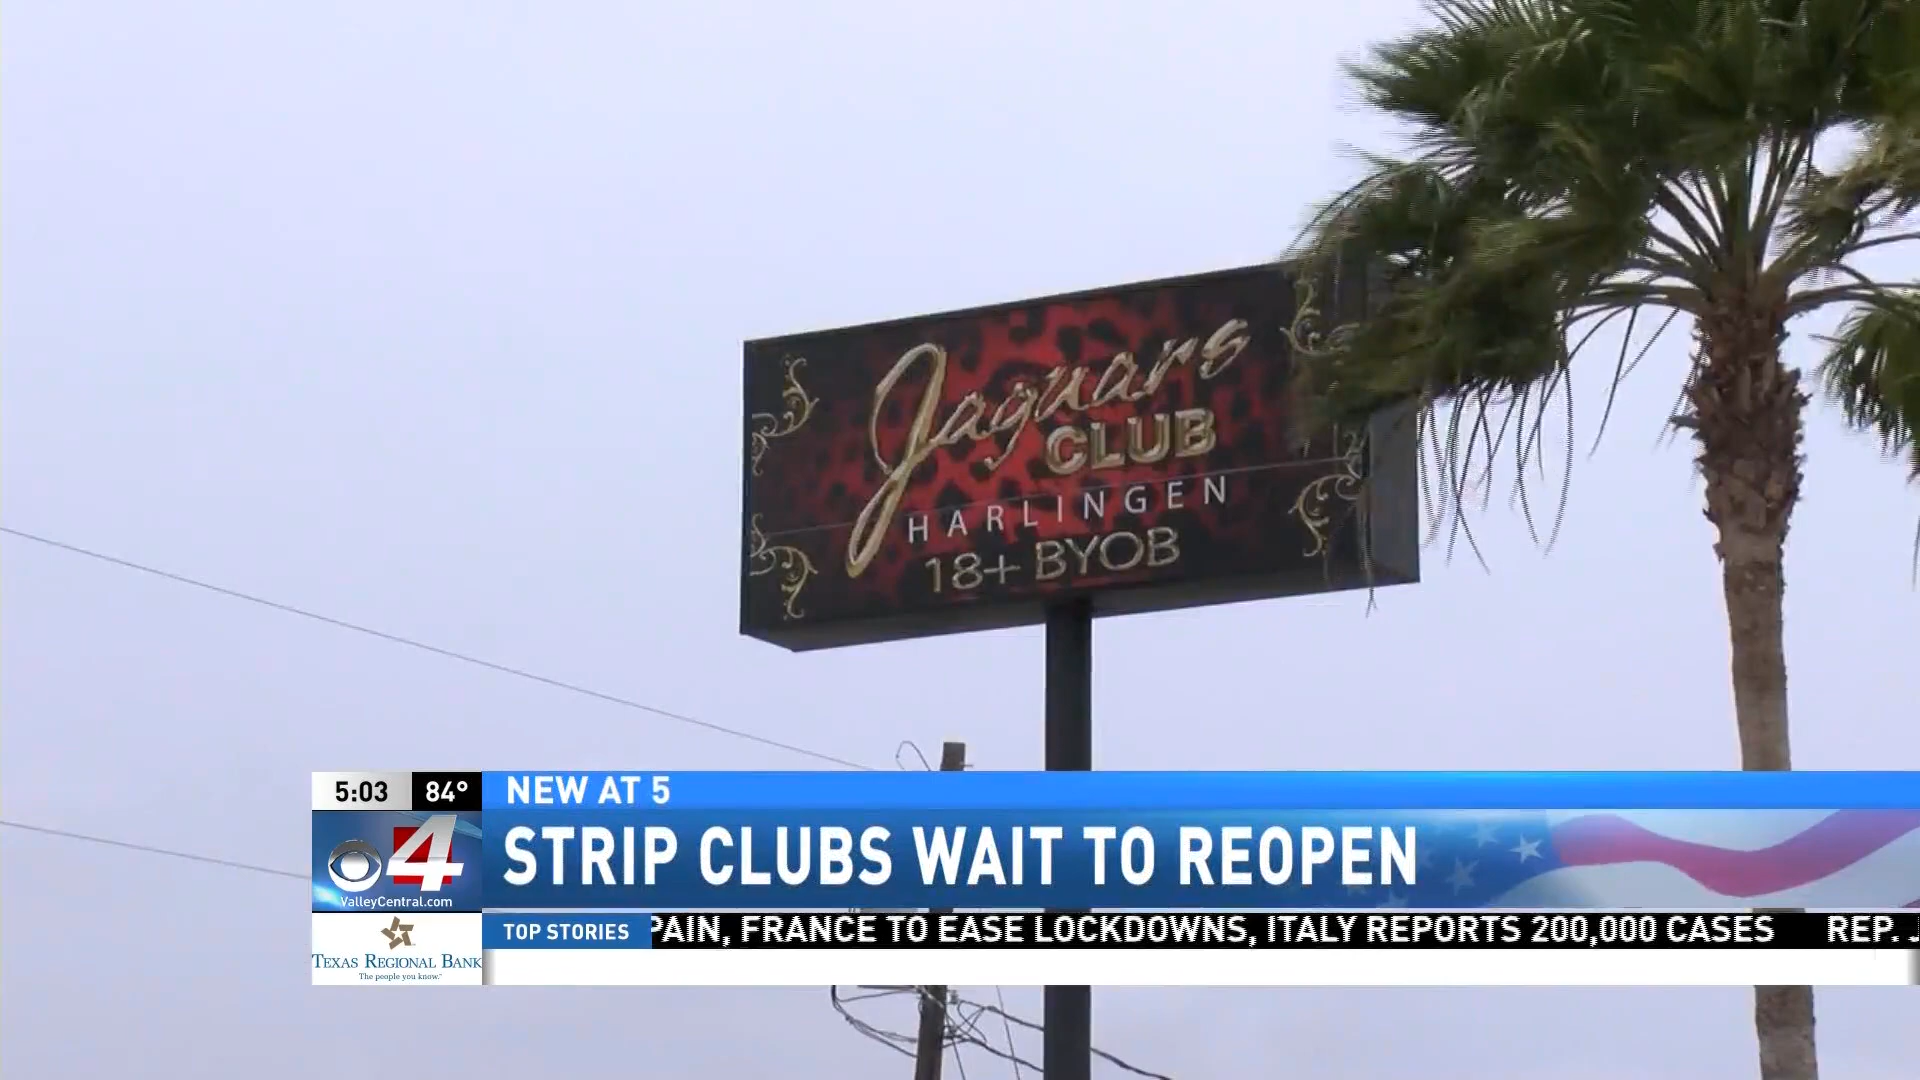 Jaguars
CLUB
HARLINGEN
18+ BYOB
5:03 84°
NEW AT 5
4
STRIP CLUBS WAIT TO REOPEN
ValleyCentral.com
TOP STORIES
PAIN, FRANCE TO EASE LOCKDOWNS, ITALY REPORTS 200,000 CASES REP. J
TEXAS REGIONAL BANK
The people you know.